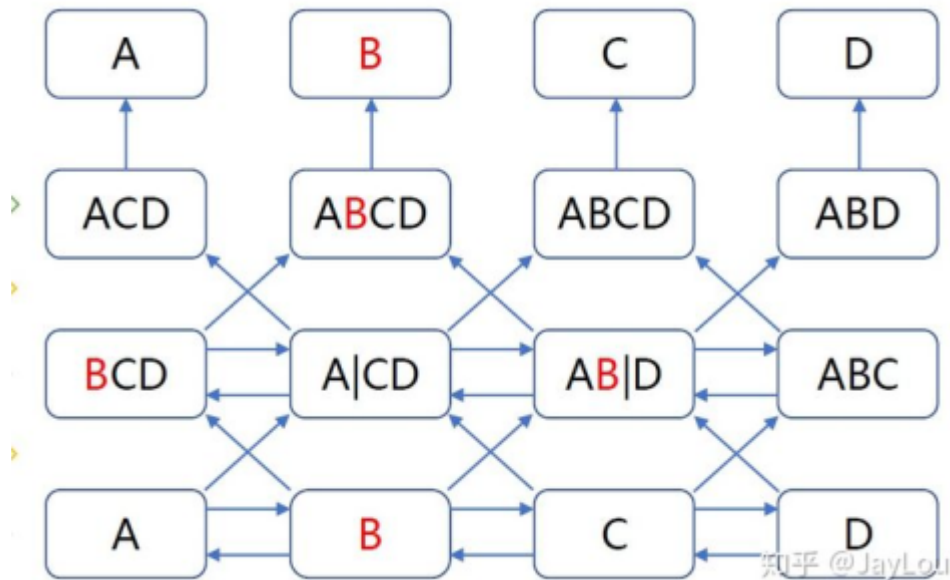 A B C D
ACD ABCD ABCD ABD
BCD A|CD AB|D ABC
A B C D
知乎 @JayLou